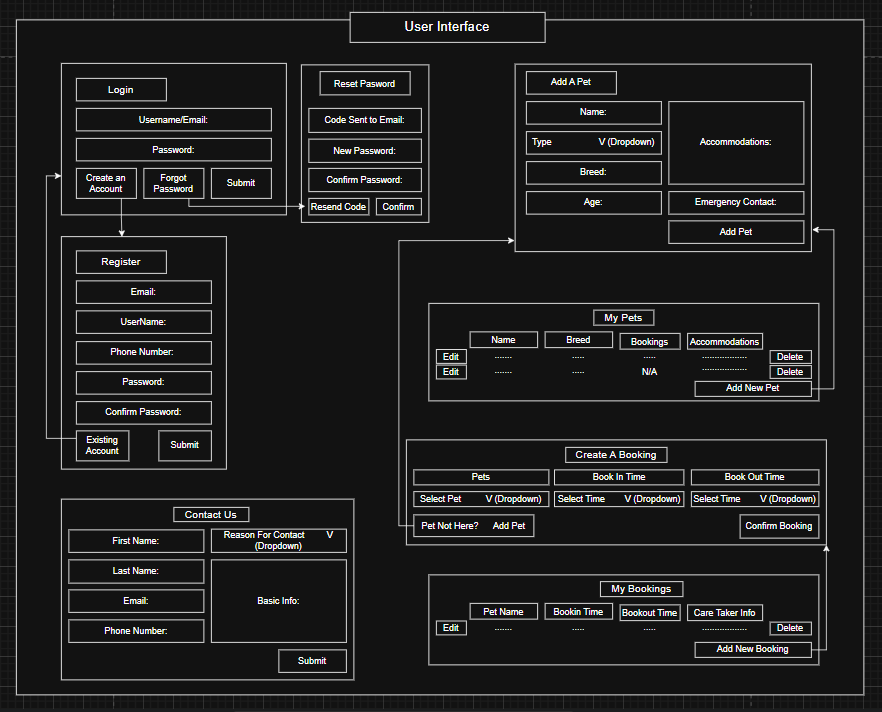 User Interface
Login
Username/Email:
Password:
Create an
Account
Forgot
Password
Submit
Reset Pasword
Code Sent to Email:
New Password:
Confirm Password:
Resend Code
Confirm
Add A Pet
Name:
Type V (Dropdown)
Breed:
Age:
Accommodations:
Emergency Contact:
Add Pet
Register
Email:
UserName:
Phone Number:
Password:
Confirm Password:
Existing
Account
Submit
My Pets
Name Breed Bookings Accommodations
Edit ------- ----- ----- ------------------ Delete
Edit ------- ----- N/A ------------------ Delete
Add New Pet
Create A Booking
Pets Book In Time Book Out Time
Select Pet V (Dropdown) Select Time V (Dropdown) Select Time V (Dropdown)
Pet Not Here? Add Pet
Confirm Booking
Contact Us
First Name:
Last Name:
Email:
Phone Number:
Reason For Contact V
(Dropdown)
Basic Info:
Submit
My Bookings
Pet Name Bookin Time Bookout Time Care Taker Info
Edit ------- ----- ----- ------------------ Delete
Add New Booking